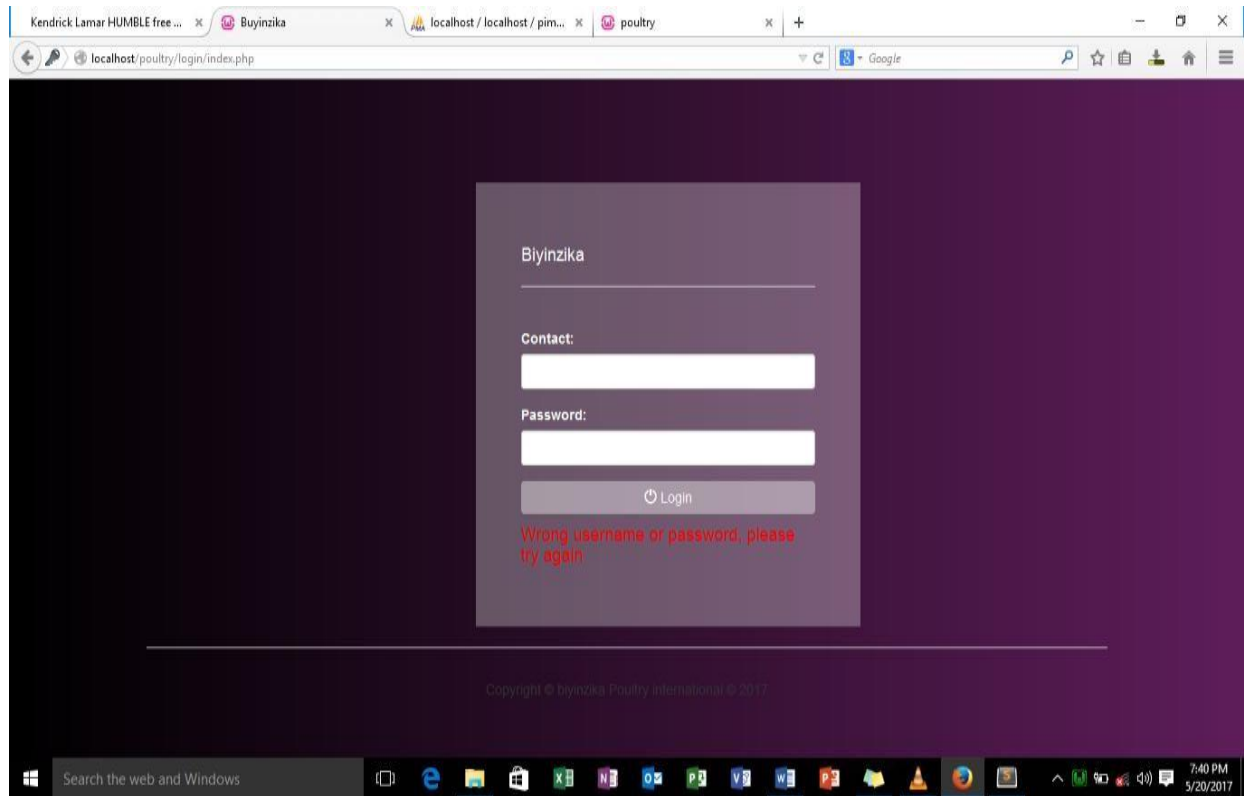 Kendrick Lamar HUMBLE free ...
Buyinzika
localhost / localhost / pim...
poultry
localhost/poultry/login/index.php
Google
Biyinzika
Contact:
Password:
Login
Wrong username or password, please
try again
Copyright © biyinzika Poultry international © 2017
Search the web and Windows
7:40 PM
5/20/2017